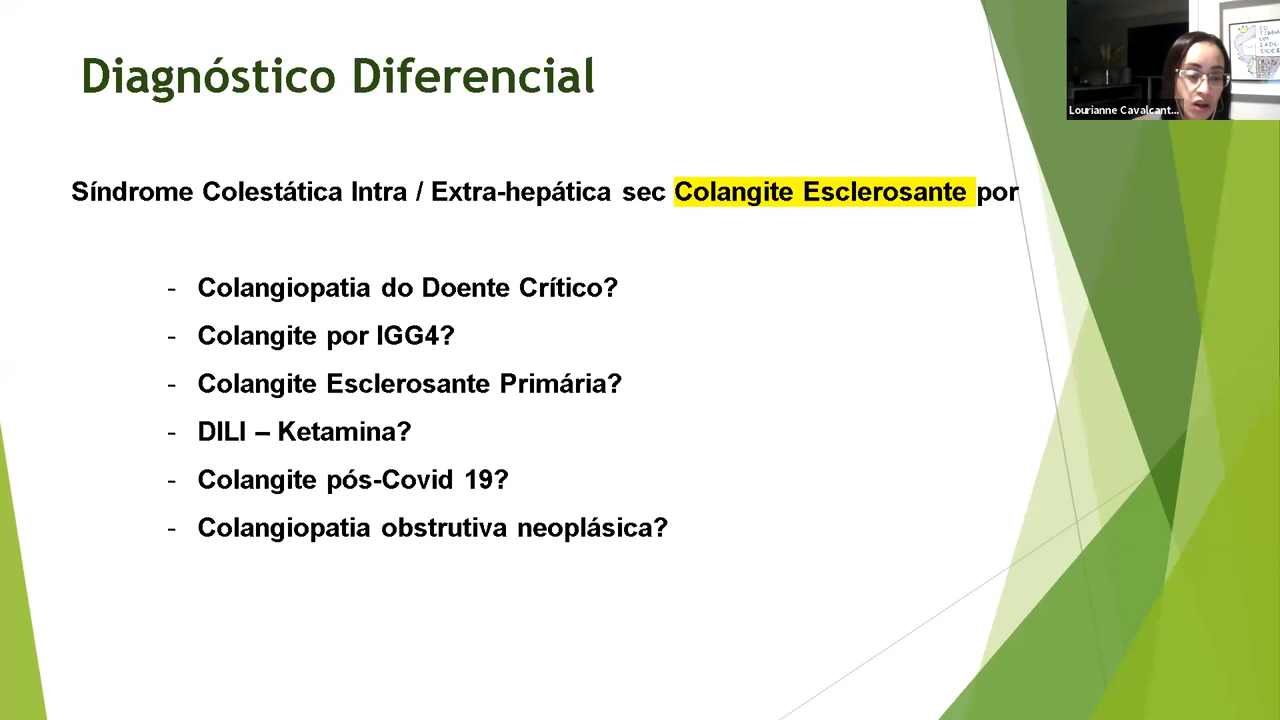 Diagnóstico Diferencial
Lourianne Cavalcant...
Síndrome Colestática Intra / Extra-hepática sec Colangite Esclerosante por
- Colangiopatia do Doente Crítico?
- Colangite por IGG4?
- Colangite Esclerosante Primária?
- DILI – Ketamina?
- Colangite pós-Covid 19?
- Colangiopatia obstrutiva neoplásica?